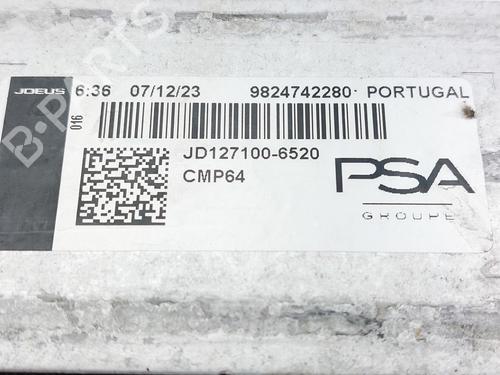 JDEUS 6:36 07/12/23 9824742280 PORTUGAL
016
JD127100-6520
CMP64
PSA
GROUPE
B-PARTS